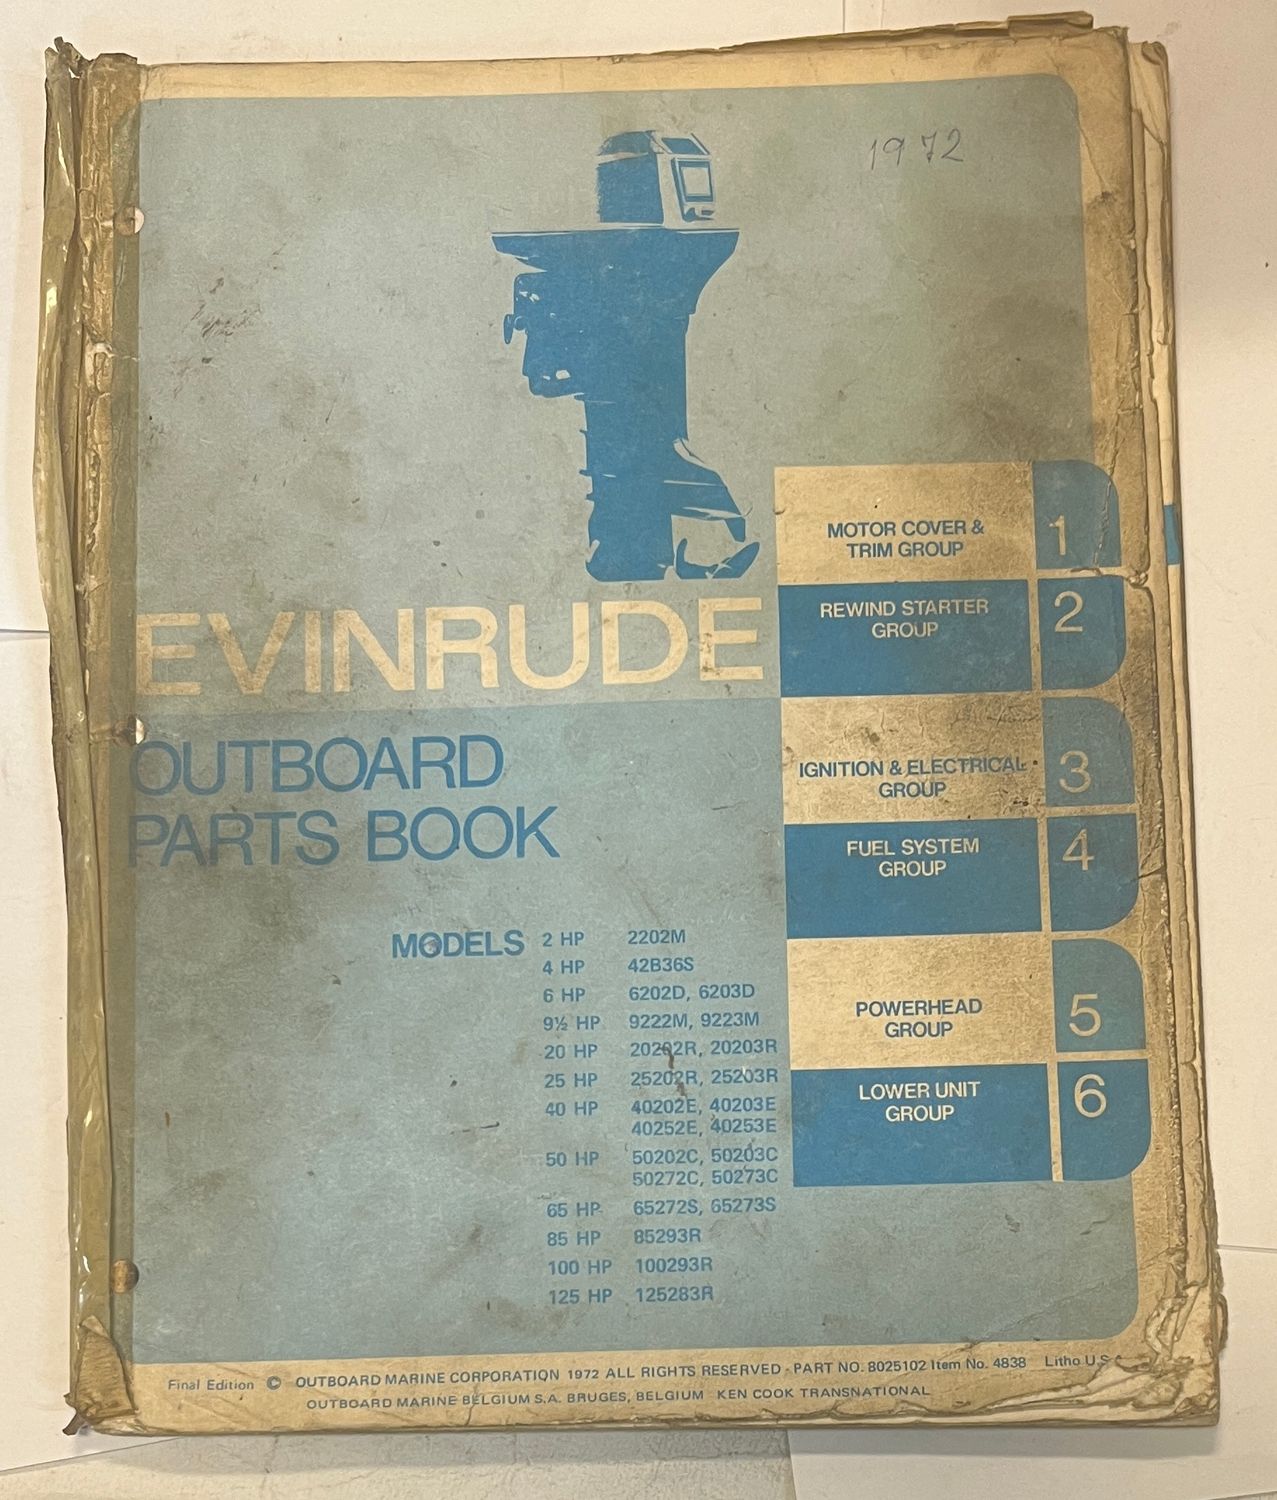 1972
MOTOR COVER &
TRIM GROUP
1
REWIND STARTER
GROUP
2
EVINRUDE
OUTBOARD
PARTS BOOK
IGNITION & ELECTRICAL
GROUP
3
FUEL SYSTEM
GROUP
4
MODELS 2 HP 2202M
4 HP 42B36S
6 HP 6202D, 6203D
9½ HP 9222M, 9223M
20 HP 20202R, 20203R
25 HP 25202R, 25203R
40 HP 40202E, 40203E
40252E, 40253E
50 HP 50202C, 50203C
50272C, 50273C
65 HP 65272S, 65273S
85 HP 85293R
100 HP 100293R
125 HP 125283R
POWERHEAD
GROUP
5
LOWER UNIT
GROUP
6
Final Edition © OUTBOARD MARINE CORPORATION 1972 ALL RIGHTS RESERVED - PART NO. 8025102 Item No. 4838 Litho U.S.
OUTBOARD MARINE BELGIUM S.A. BRUGES, BELGIUM KEN COOK TRANSNATIONAL